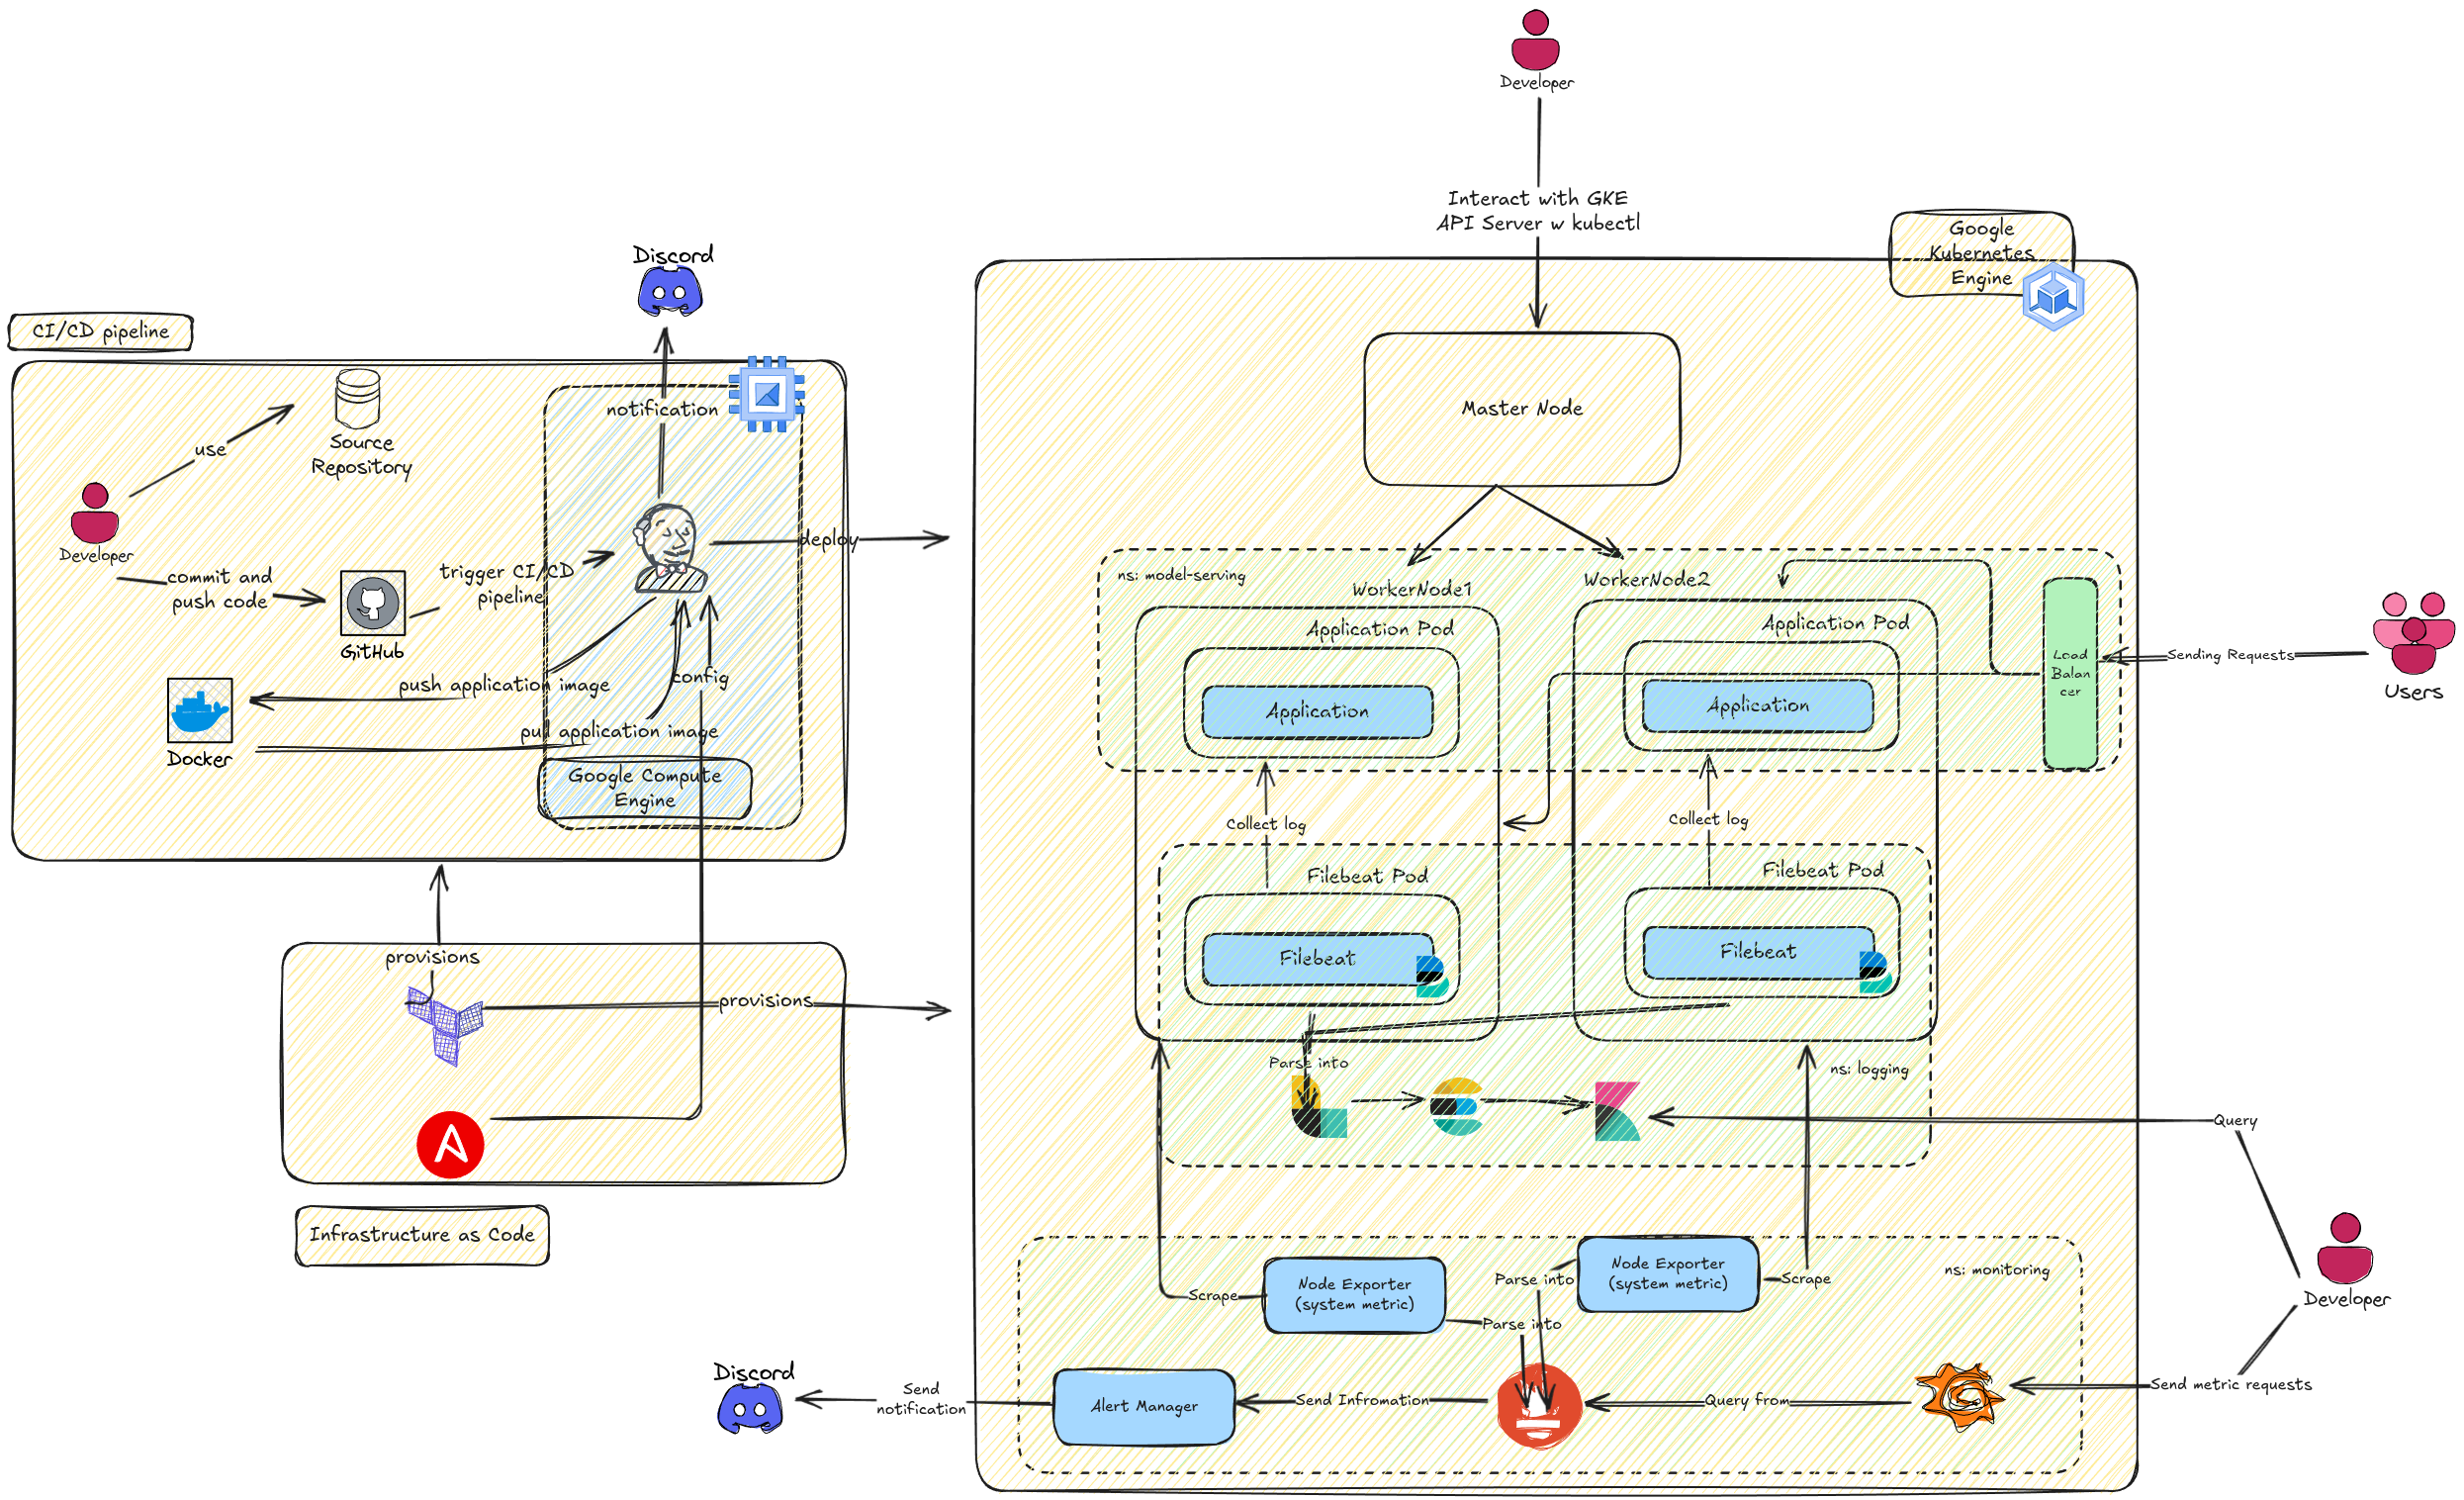 Developer
Interact with GKE
API Server w kubectl
Google
Kubernetes
Engine
Discord
CI/CD pipeline
notification
Source
Repository
use
Developer
commit and
push code
GitHub
trigger CI/CD
pipeline
deploy
push application image
config
pull application image
Docker
Google Compute
Engine
provisions
provisions
Infrastructure as Code
Master Node
ns: model-serving
WorkerNode1
WorkerNode2
Application Pod
Application Pod
Application
Application
Load
Balan
cer
Sending Requests
Users
Collect log
Collect log
Filebeat Pod
Filebeat Pod
Filebeat
Filebeat
Parse into
ns: logging
Query
Developer
Node Exporter
(system metric)
Node Exporter
(system metric)
ns: monitoring
Scrape
Parse into
Scrape
Parse into
Discord
Send
notification
Alert Manager
Send Infromation
Query from
Send metric requests